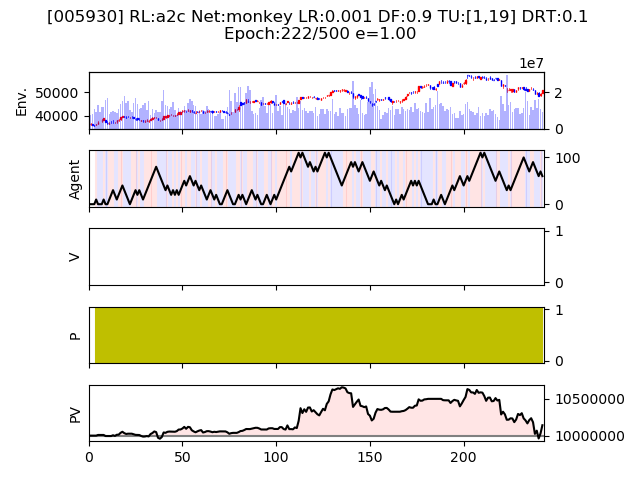 [005930] RL:a2c Net:monkey LR:0.001 DF:0.9 TU:[1,19] DRT:0.1
Epoch:222/500 e=1.00
1e7
Env.
50000
40000
2
0
Agent
100
0
V
1
0
P
1
0
PV
10500000
10000000
0 50 100 150 200